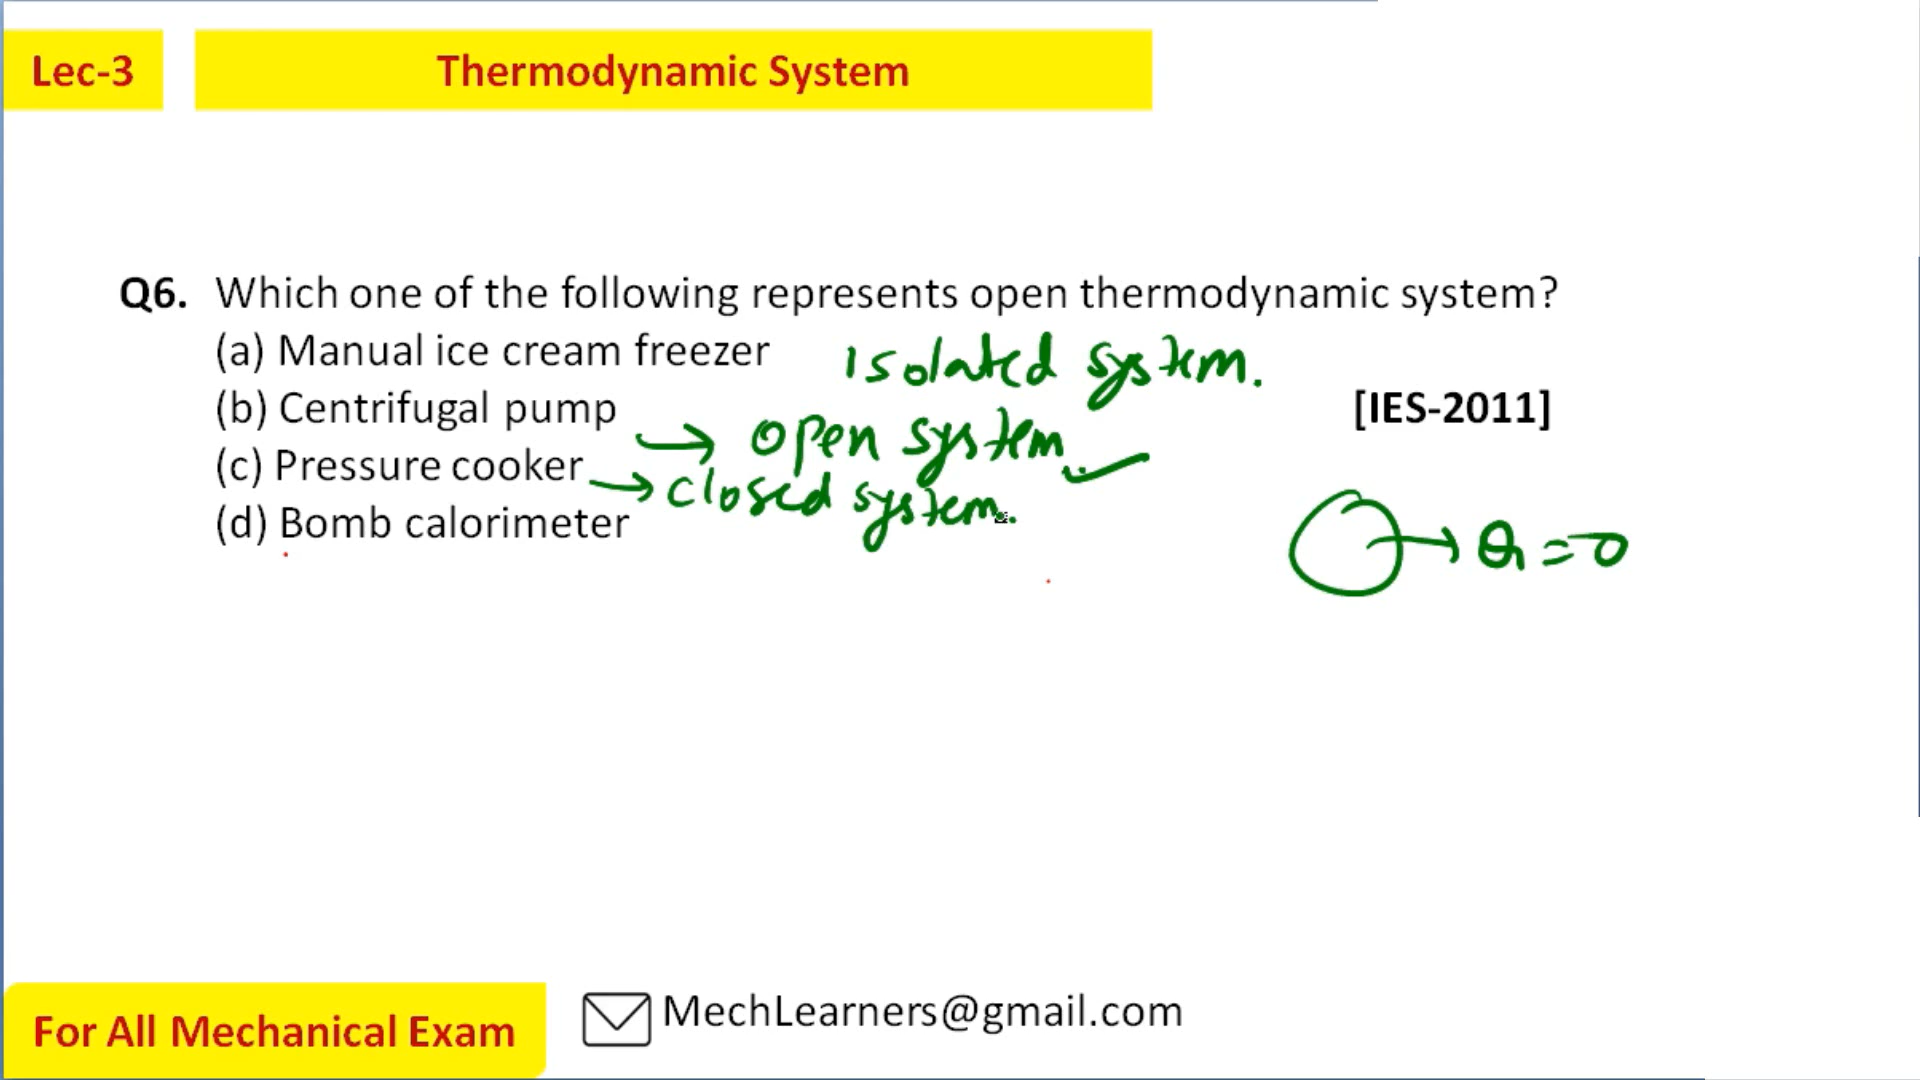 Lec-3
Thermodynamic System
Q6. Which one of the following represents open thermodynamic system?
(a) Manual ice cream freezer isolated system.
(b) Centrifugal pump → open system ✓ [IES-2011]
(c) Pressure cooker → closed system.
(d) Bomb calorimeter
→ Q = 0
For All Mechanical Exam
MechLearners@gmail.com